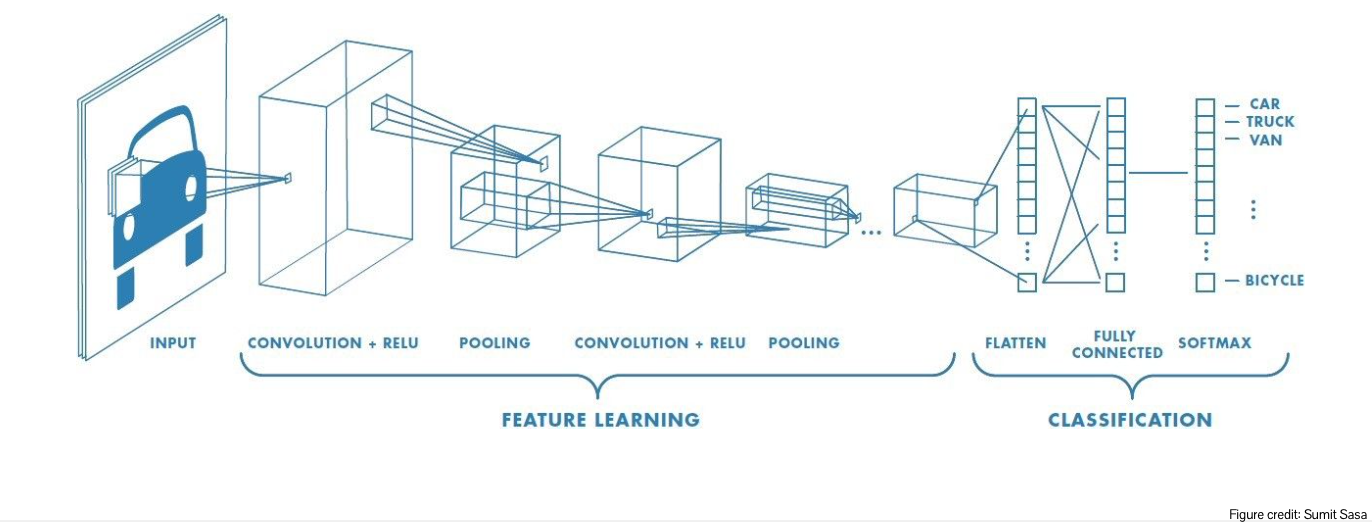 CAR
TRUCK
VAN
BICYCLE
INPUT
CONVOLUTION + RELU
POOLING
CONVOLUTION + RELU
POOLING
FLATTEN
FULLY
CONNECTED
SOFTMAX
FEATURE LEARNING
CLASSIFICATION
Figure credit: Sumit Sasa